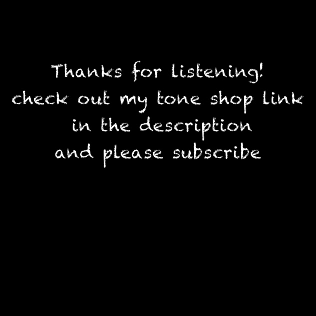 Thanks for listening!
check out my tone shop link
in the description
and please subscribe